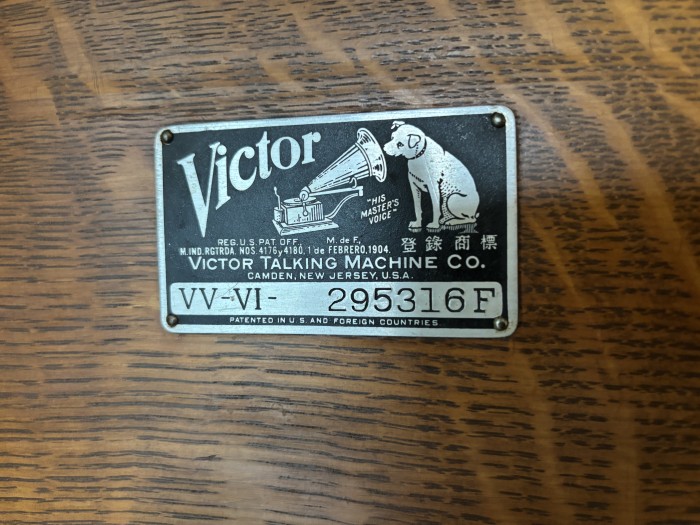 Victor
"HIS
MASTER'S
VOICE"
REG. U.S. PAT. OFF. M. de F.,
M.IND.RGTRDA. NOS. 4176 y 4180, 1 de FEBRERO, 1904. 登錄商標
VICTOR TALKING MACHINE CO.
CAMDEN, NEW JERSEY, U.S.A.
VV-VI- 295316F
PATENTED IN U.S. AND FOREIGN COUNTRIES